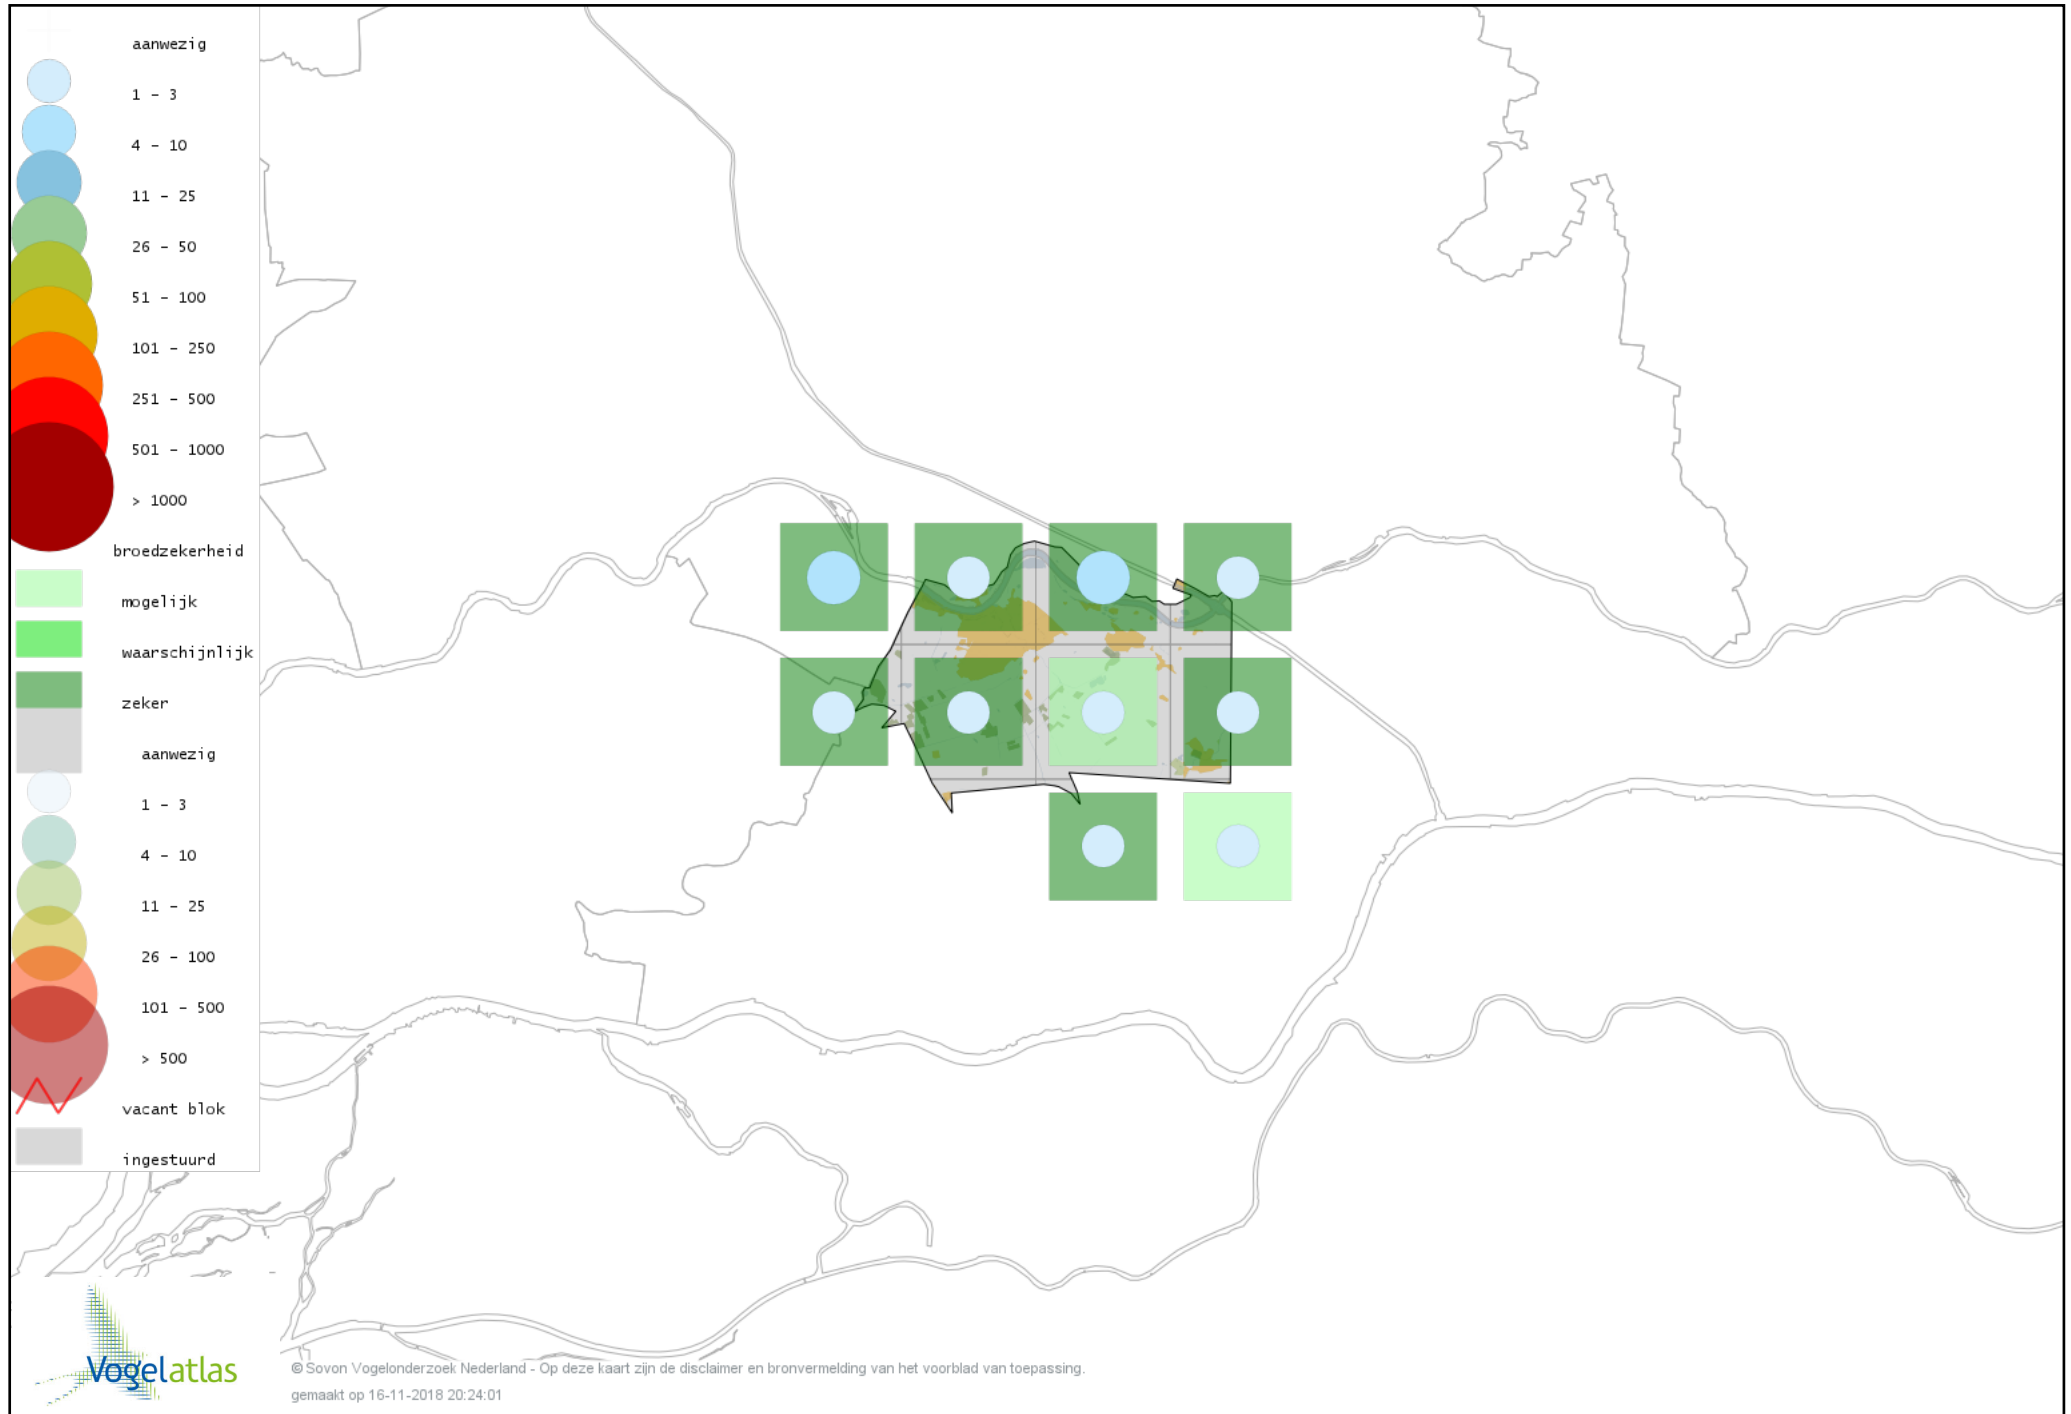 aanwezig
1 - 3
4 - 10
11 - 25
26 - 50
51 - 100
101 - 250
251 - 500
501 - 1000
> 1000
broedzekerheid
mogelijk
waarschijnlijk
zeker
aanwezig
1 - 3
4 - 10
11 - 25
26 - 100
101 - 500
> 500
vacant blok
ingestuurd
Vogelatlas
© Sovon Vogelonderzoek Nederland - Op deze kaart zijn de disclaimer en bronvermelding van het voorblad van toepassing.
gemaakt op 16-11-2018 20:24:01